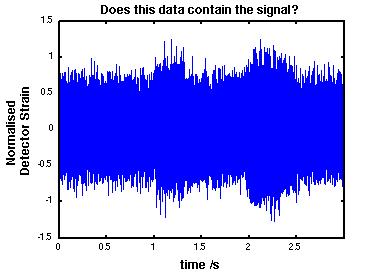 Does this data contain the signal?
Normalised
Detector Strain
1.5
1
0.5
0
-0.5
-1
-1.5
0 0.5 1 1.5 2 2.5
time /s